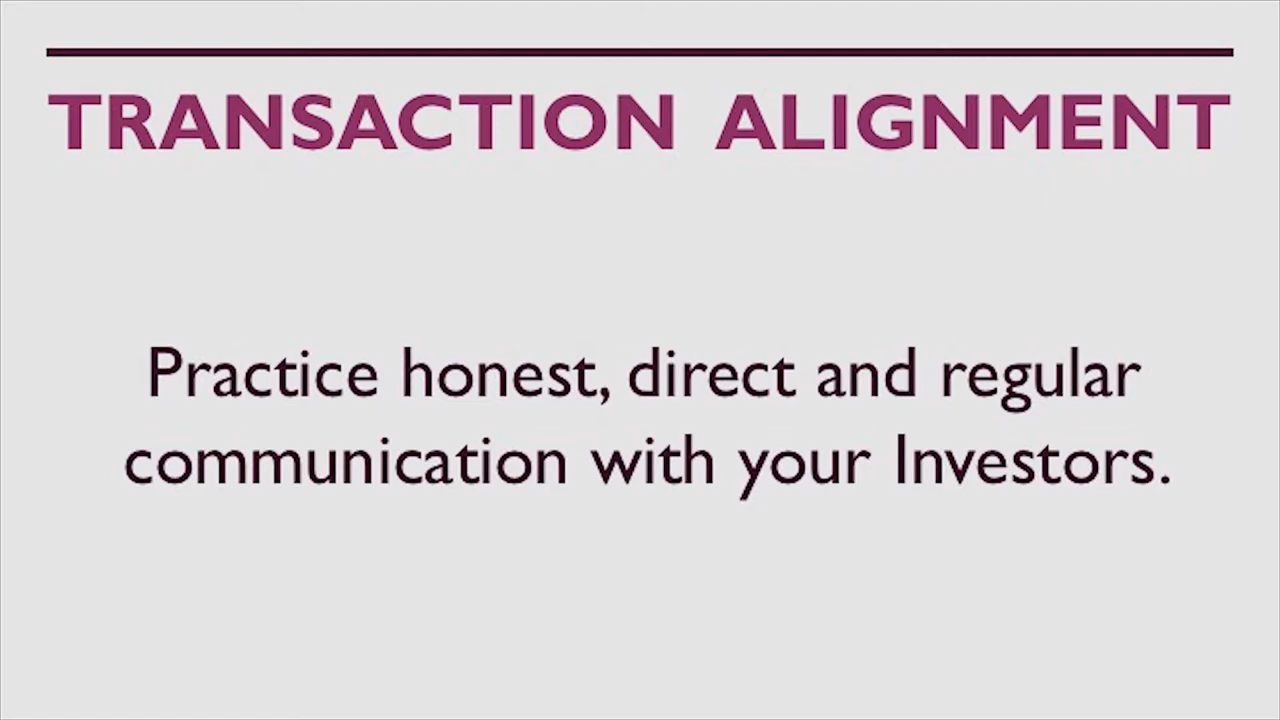 TRANSACTION ALIGNMENT
Practice honest, direct and regular
communication with your Investors.